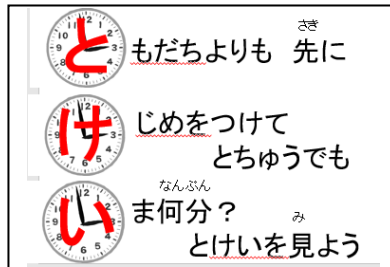 ともだちよりも 先に
けじめをつけて
とちゅうでも
いま何分？
とけいを見よう